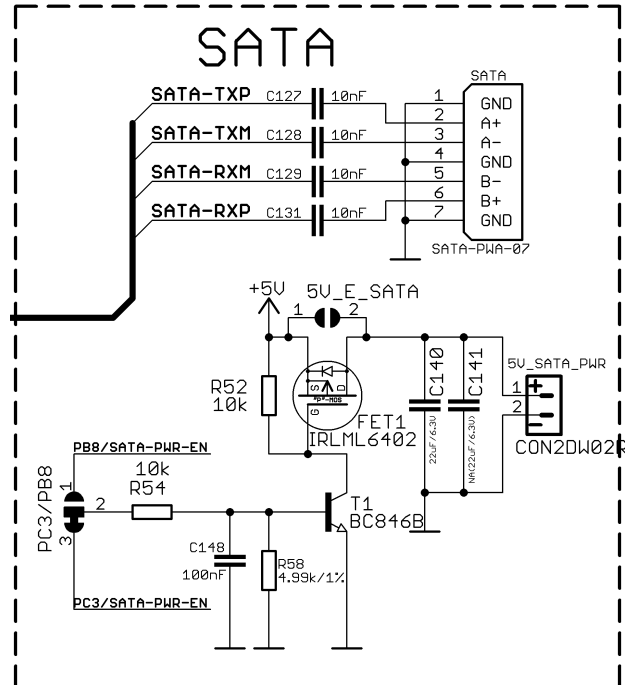 SATA
SATA
SATA-TXP C127 10nF 1 GND
2 A+
SATA-TXM C128 10nF 3 A-
4 GND
SATA-RXM C129 10nF 5 B-
6 B+
SATA-RXP C131 10nF 7 GND
SATA-PWA-07
+5V 5V_E_SATA
1 2
5V_SATA_PWR
C140 C141
22uF/6.3V NA(22uF/6.3V)
1 +
2 -
CON2DW02R
R52
10k
S D
"P"-MOS
G
FET1
IRLML6402
PB8/SATA-PWR-EN
10k
R54
PC3/PB8
1
2
3
T1
BC846B
C148
100nF
R58
4.99k/1%
PC3/SATA-PWR-EN